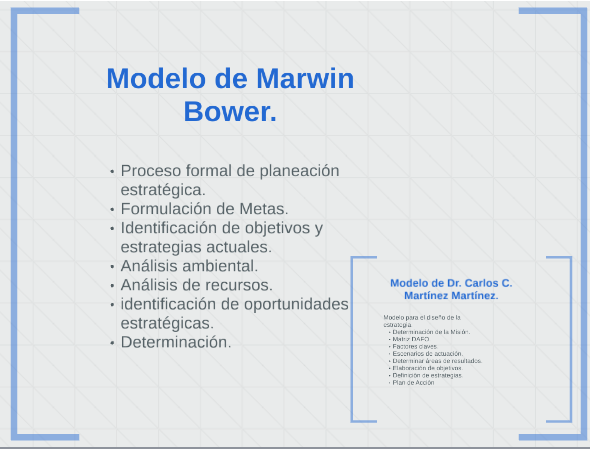 Modelo de Marwin
Bower.
• Proceso formal de planeación
estratégica.
• Formulación de Metas.
• Identificación de objetivos y
estrategias actuales.
• Análisis ambiental.
• Análisis de recursos.
• identificación de oportunidades
estratégicas.
• Determinación.
Modelo de Dr. Carlos C.
Martínez Martínez.
Modelo para el diseño de la
estrategia
• Determinación de la Misión.
• Matriz DAFO.
• Factores claves.
• Escenarios de actuación.
• Determinar áreas de resultados.
• Elaboración de objetivos.
• Definición de estrategias.
• Plan de Acción